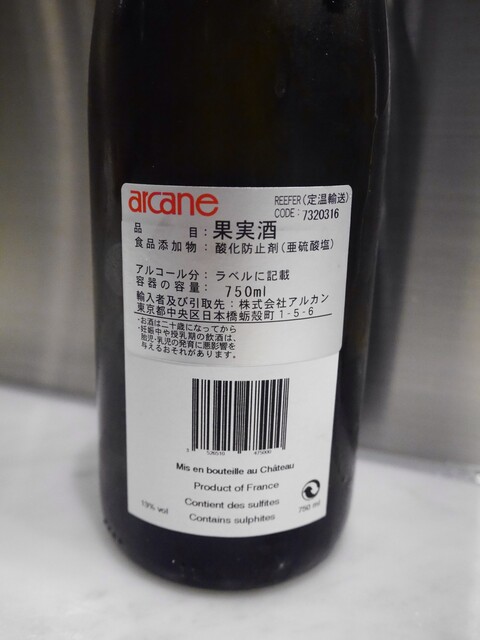 arcane
REEFER(定温輸送)
CODE: 7320316
品 目:果実酒
食品添加物:酸化防止剤(亜硫酸塩)
アルコール分:ラベルに記載
容器の容量: 750ml
輸入者及び引取先:株式会社アルカン
東京都中央区日本橋蛎殻町1-5-6
・お酒は二十歳になってから
・妊娠中や授乳期の飲酒は、
胎児・乳児の発育に悪影響を
与えるおそれがあります。
3 526510 475000
Mis en bouteille au Château
Product of France
Contient des sulfites
13% vol
750 ml
Contains sulphites